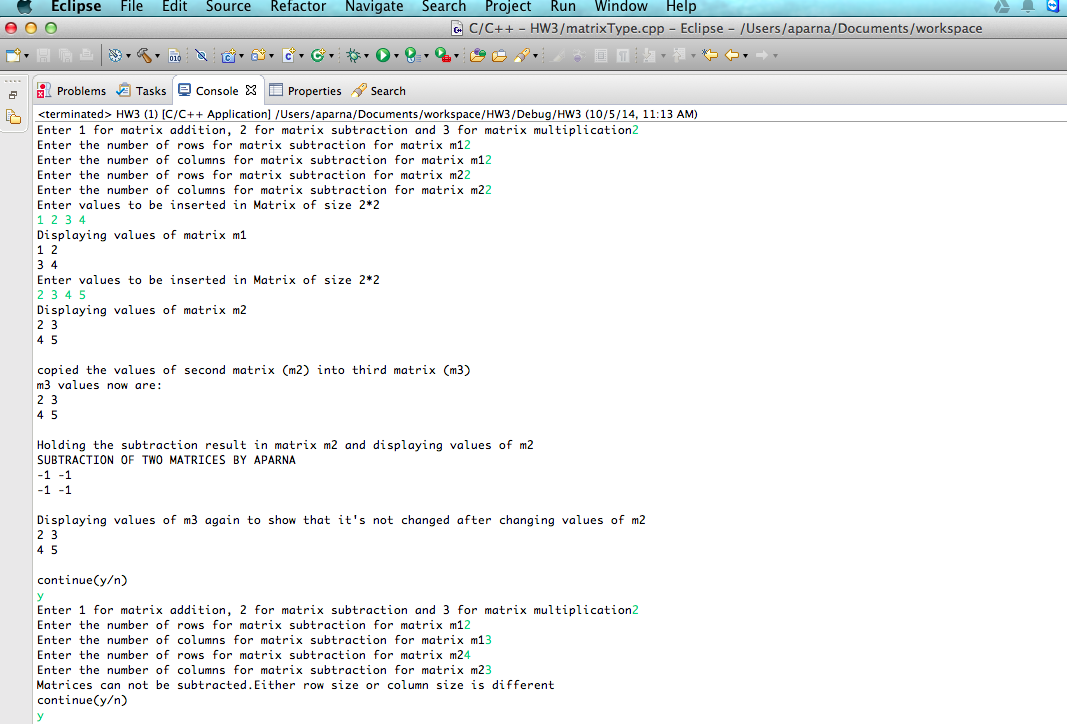 Eclipse File Edit Source Refactor Navigate Search Project Run Window Help
C/C++ - HW3/matrixType.cpp - Eclipse - /Users/aparna/Documents/workspace
Problems Tasks Console Properties Search
<terminated> HW3 (1) [C/C++ Application] /Users/aparna/Documents/workspace/HW3/Debug/HW3 (10/5/14, 11:13 AM)
Enter 1 for matrix addition, 2 for matrix subtraction and 3 for matrix multiplication2
Enter the number of rows for matrix subtraction for matrix m12
Enter the number of columns for matrix subtraction for matrix m12
Enter the number of rows for matrix subtraction for matrix m22
Enter the number of columns for matrix subtraction for matrix m22
Enter values to be inserted in Matrix of size 2*2
1 2 3 4
Displaying values of matrix m1
1 2
3 4
Enter values to be inserted in Matrix of size 2*2
2 3 4 5
Displaying values of matrix m2
2 3
4 5
copied the values of second matrix (m2) into third matrix (m3)
m3 values now are:
2 3
4 5
Holding the subtraction result in matrix m2 and displaying values of m2
SUBTRACTION OF TWO MATRICES BY APARNA
-1 -1
-1 -1
Displaying values of m3 again to show that it's not changed after changing values of m2
2 3
4 5
continue(y/n)
y
Enter 1 for matrix addition, 2 for matrix subtraction and 3 for matrix multiplication2
Enter the number of rows for matrix subtraction for matrix m12
Enter the number of columns for matrix subtraction for matrix m13
Enter the number of rows for matrix subtraction for matrix m24
Enter the number of columns for matrix subtraction for matrix m23
Matrices can not be subtracted.Either row size or column size is different
continue(y/n)
y